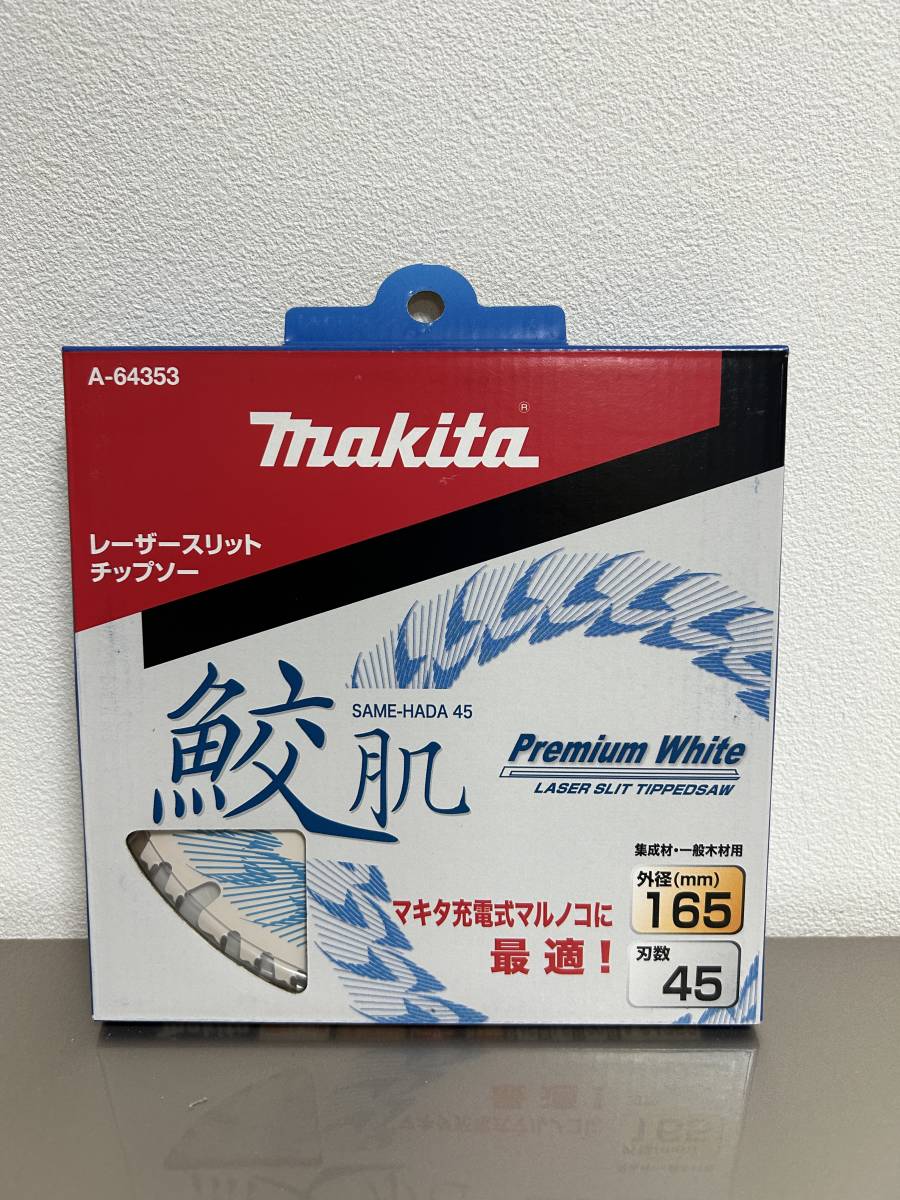 A-64353
makita®
レーザースリット
チップソー
鮫肌
SAME-HADA 45
Premium White
LASER SLIT TIPPEDSAW
集成材・一般木材用
外径(mm)
165
刃数
45
マキタ充電式マルノコに
最適!